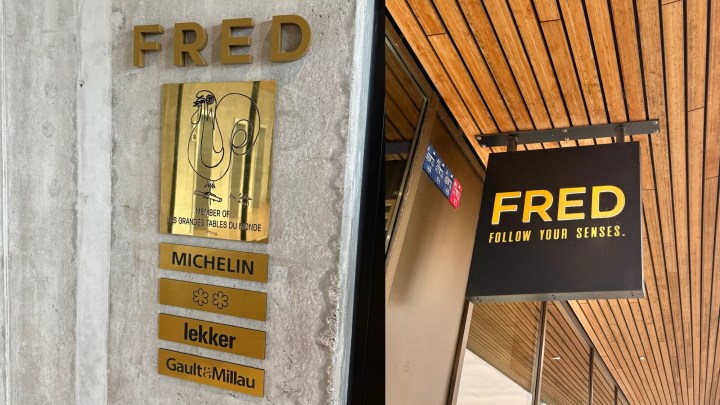 FRED
MEMBER OF
LES GRANDES TABLES DU MONDE
MICHELIN
lekker
Gault&Millau
FRED
FOLLOW YOUR SENSES.